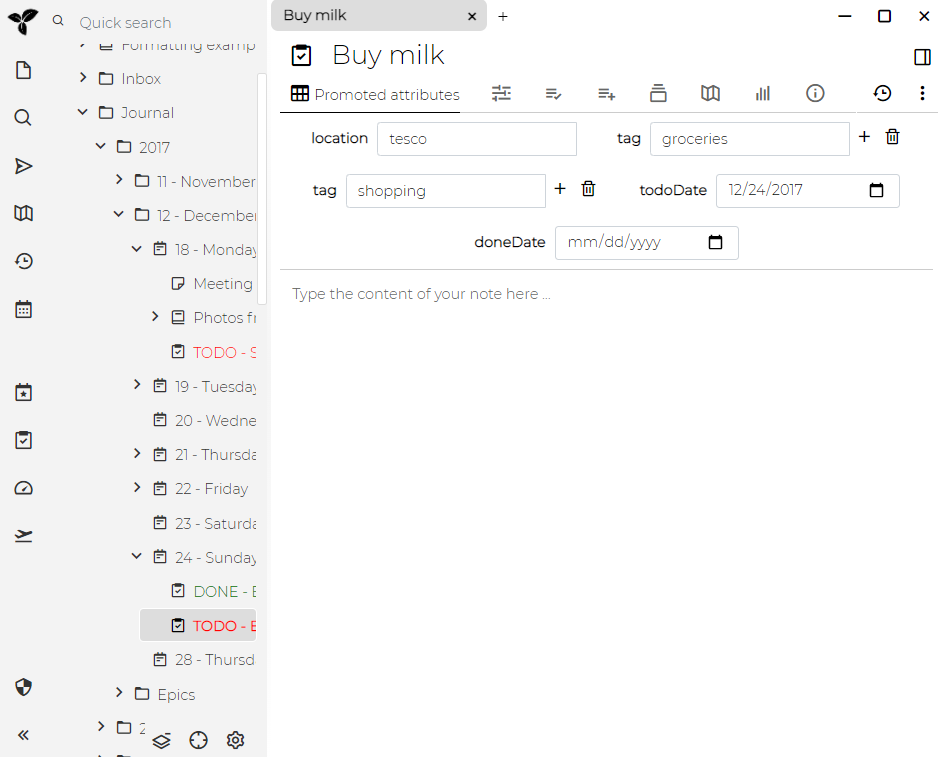 Quick search
Formatting examp
Inbox
Journal
2017
11 - November
12 - December
18 - Monday
Meeting
Photos fr
TODO - S
19 - Tuesday
20 - Wedne
21 - Thursda
22 - Friday
23 - Saturda
24 - Sunday
DONE - B
TODO - B
28 - Thursd
Epics
2
Buy milk
Buy milk
Promoted attributes
location tesco tag groceries
tag shopping todoDate 12/24/2017
doneDate mm/dd/yyyy
Type the content of your note here ...